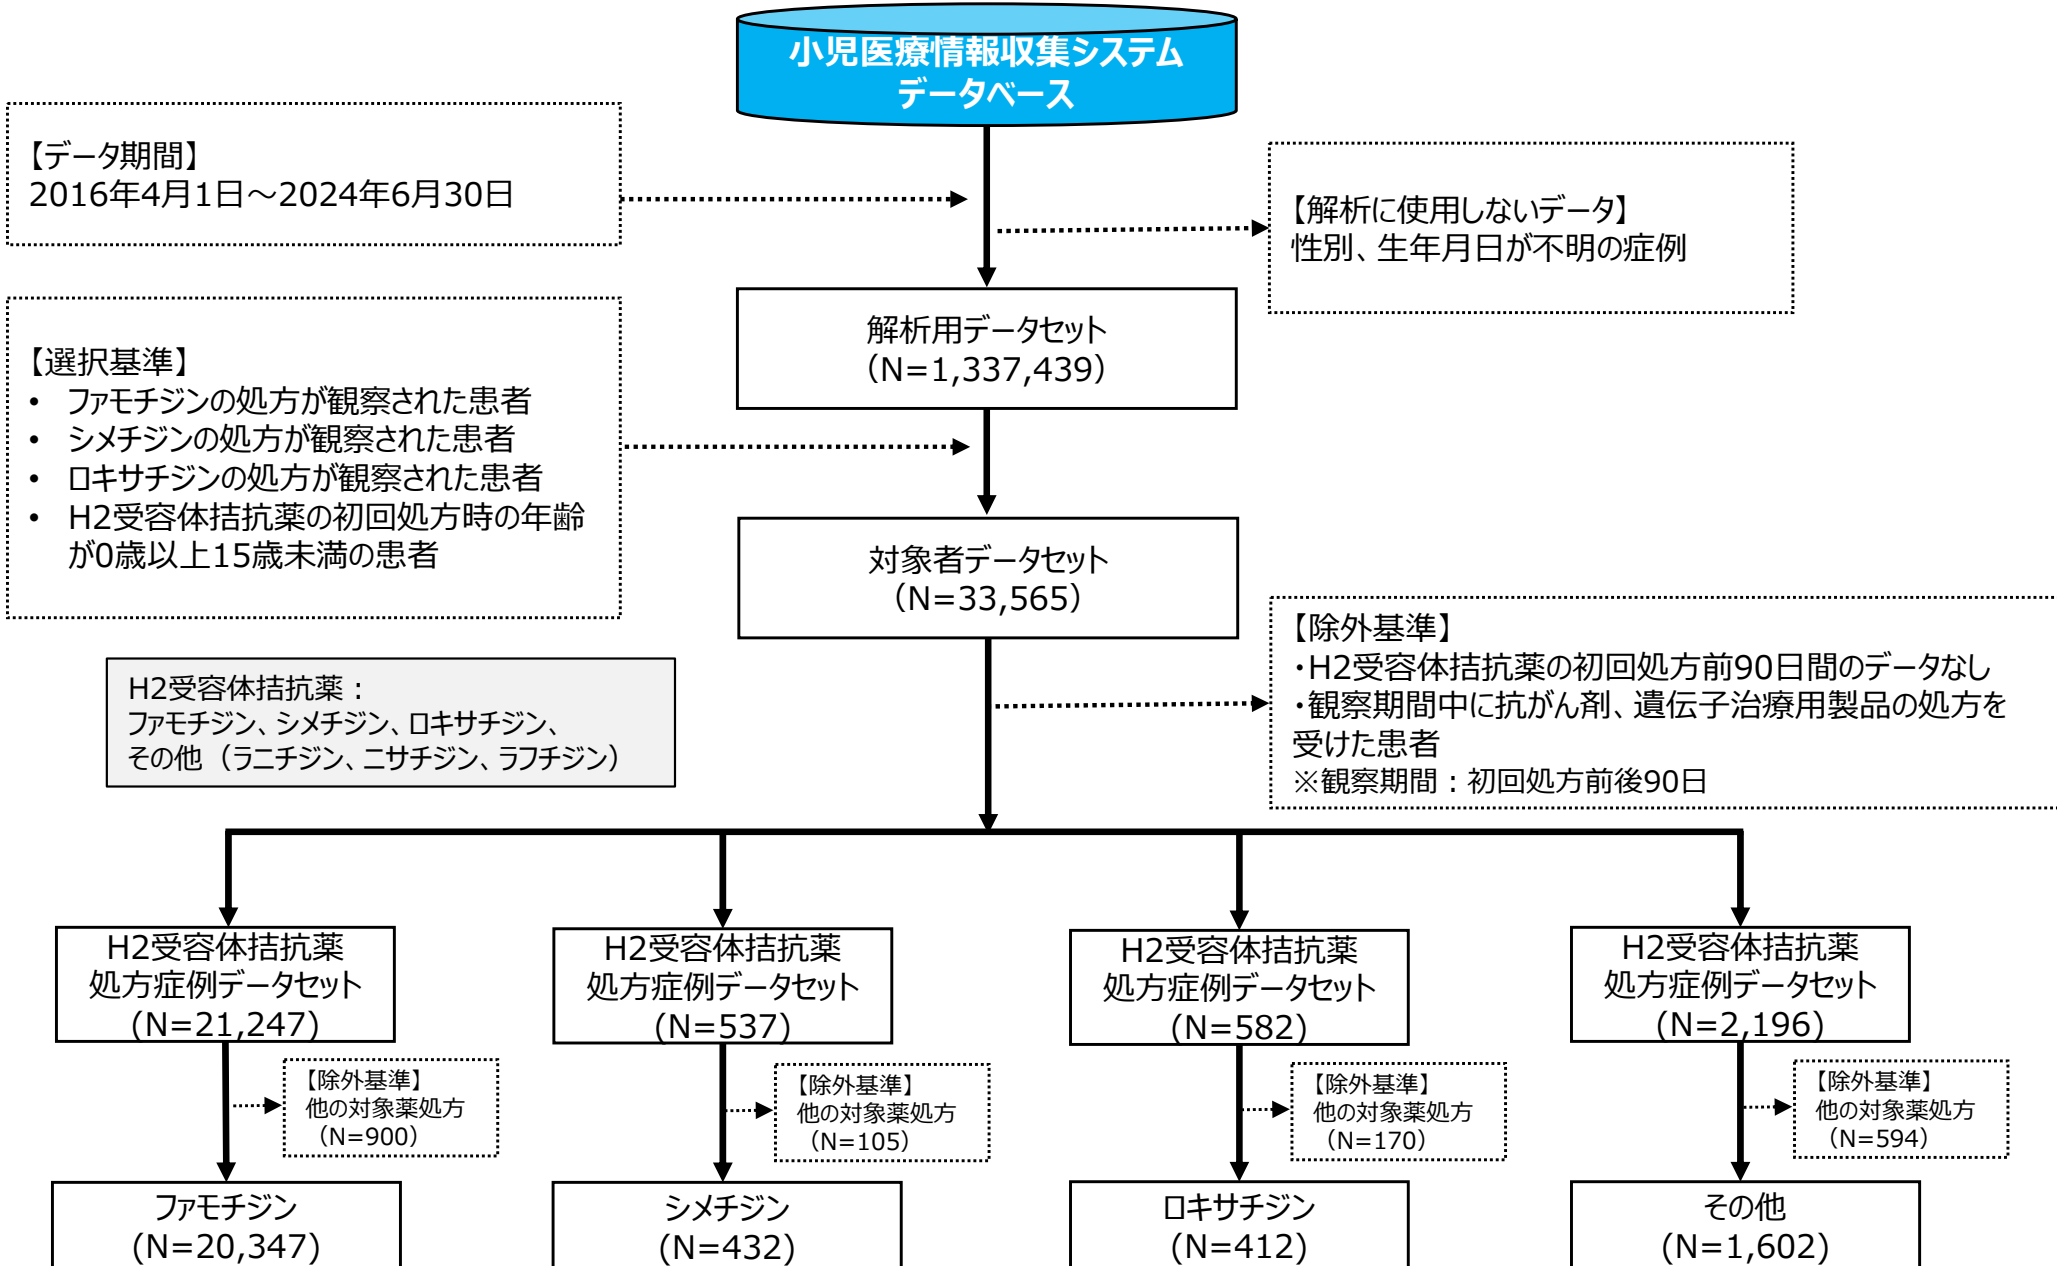 小児医療情報収集システム
データベース
【データ期間】
2016年4月1日～2024年6月30日
【解析に使用しないデータ】
性別、生年月日が不明の症例
解析用データセット
（N=1,337,439）
【選択基準】
• ファモチジンの処方が観察された患者
• シメチジンの処方が観察された患者
• ロキサチジンの処方が観察された患者
• H2受容体拮抗薬の初回処方時の年齢
が0歳以上15歳未満の患者
対象者データセット
（N=33,565）
【除外基準】
・H2受容体拮抗薬の初回処方前90日間のデータなし
・観察期間中に抗がん剤、遺伝子治療用製品の処方を
受けた患者
※観察期間：初回処方前後90日
H2受容体拮抗薬：
ファモチジン、シメチジン、ロキサチジン、
その他（ラニチジン、ニサチジン、ラフチジン）
H2受容体拮抗薬
処方症例データセット
(N=21,247)
H2受容体拮抗薬
処方症例データセット
(N=537)
H2受容体拮抗薬
処方症例データセット
(N=582)
H2受容体拮抗薬
処方症例データセット
(N=2,196)
【除外基準】
他の対象薬処方
（N=900）
【除外基準】
他の対象薬処方
（N=105）
【除外基準】
他の対象薬処方
（N=170）
【除外基準】
他の対象薬処方
（N=594）
ファモチジン
(N=20,347)
シメチジン
(N=432)
ロキサチジン
(N=412)
その他
(N=1,602)